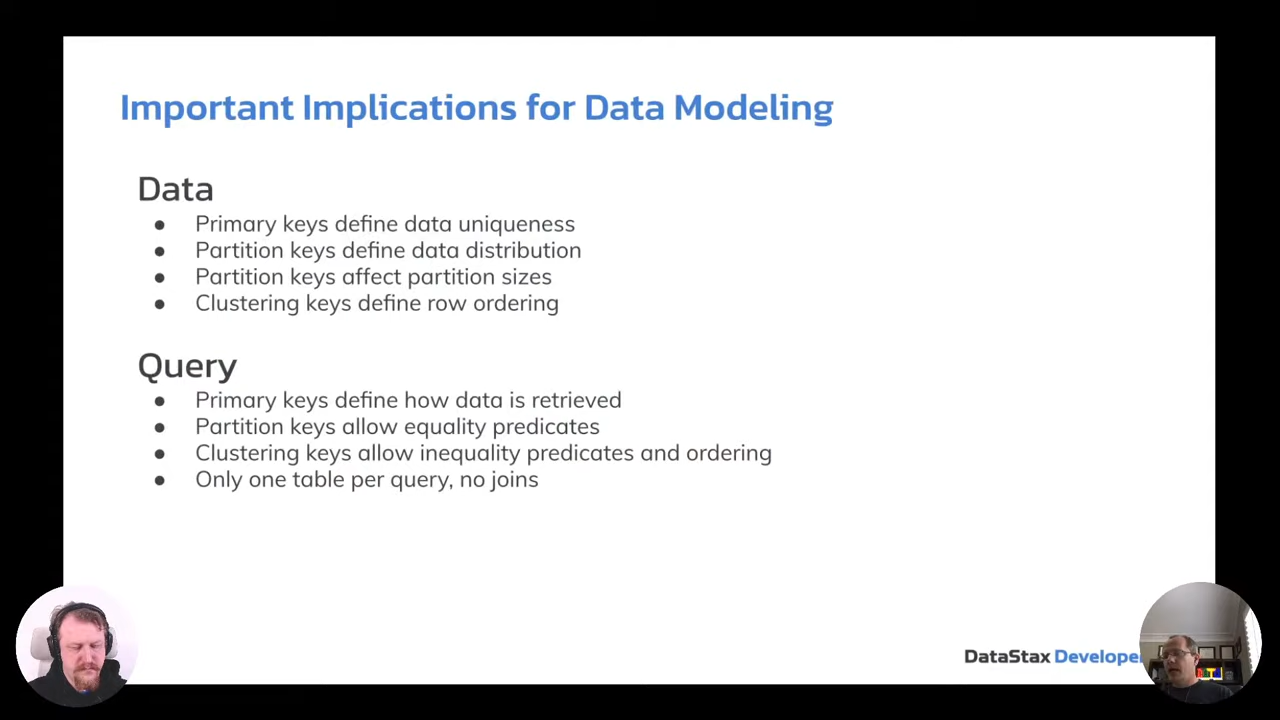 Important Implications for Data Modeling
Data
● Primary keys define data uniqueness
● Partition keys define data distribution
● Partition keys affect partition sizes
● Clustering keys define row ordering
Query
● Primary keys define how data is retrieved
● Partition keys allow equality predicates
● Clustering keys allow inequality predicates and ordering
● Only one table per query, no joins
DataStax Developer